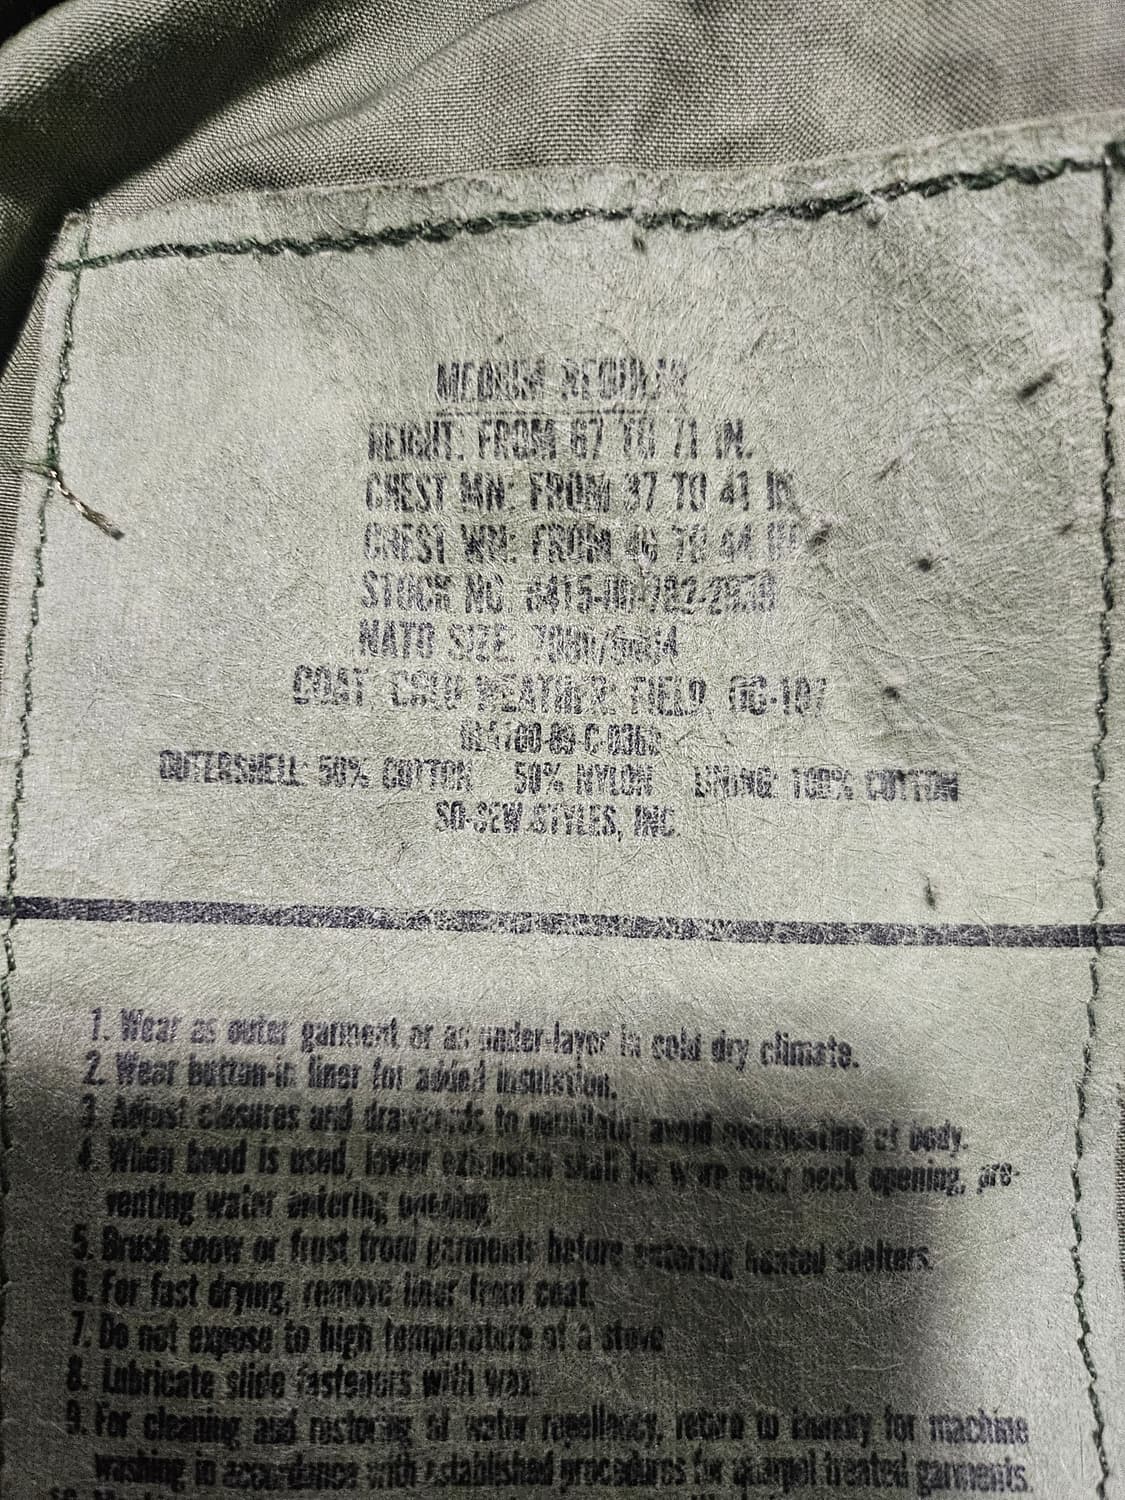 MEDIUM REGULAR
HEIGHT: FROM 67 TO 71 IN.
CHEST MN: FROM 37 TO 41 IN.
CHEST WN: FROM TO 44 IN
STOCK NO.
NATO SIZE:
COAT COLD WEATHER: FIELD, OG-107
OUTERSHELL: 50% COTTON 50% NYLON LINING: 100% COTTON
SO-SEW STYLES, INC.
1. Wear as outer garment or as under-layer in cold dry climate.
2. Wear button-in liner for added insulation.
3. Adjust closures and drawcords to ventilate; avoid overheating of body.
4. When hood is used, lower extension shall be worn over neck opening, pre-
venting water entering opening.
5. Brush snow or frost from garments before entering heated shelters.
6. For fast drying, remove liner from coat.
7. Do not expose to high temperature of a stove
8. Lubricate slide fasteners with wax.
9. For cleaning and restoring of water repellency, return to laundry for machine
washing in accordance with established procedures for quarpel treated garments.